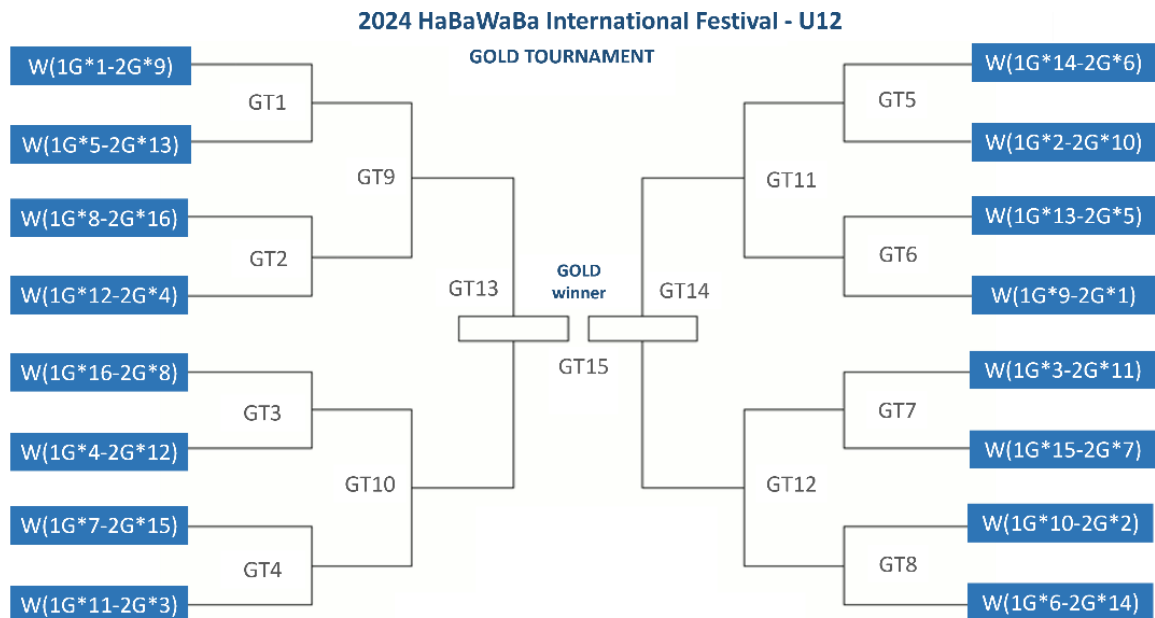 2024 HaBaWaBa International Festival - U12
GOLD TOURNAMENT
W(1G*1-2G*9)
GT1
W(1G*5-2G*13)
GT9
W(1G*8-2G*16)
GT2
W(1G*12-2G*4)
GT13
W(1G*16-2G*8)
GT3
W(1G*4-2G*12)
GT10
W(1G*7-2G*15)
GT4
W(1G*11-2G*3)
GOLD
winner
GT15
W(1G*14-2G*6)
GT5
W(1G*2-2G*10)
GT11
W(1G*13-2G*5)
GT6
W(1G*9-2G*1)
GT14
W(1G*3-2G*11)
GT7
W(1G*15-2G*7)
GT12
W(1G*10-2G*2)
GT8
W(1G*6-2G*14)